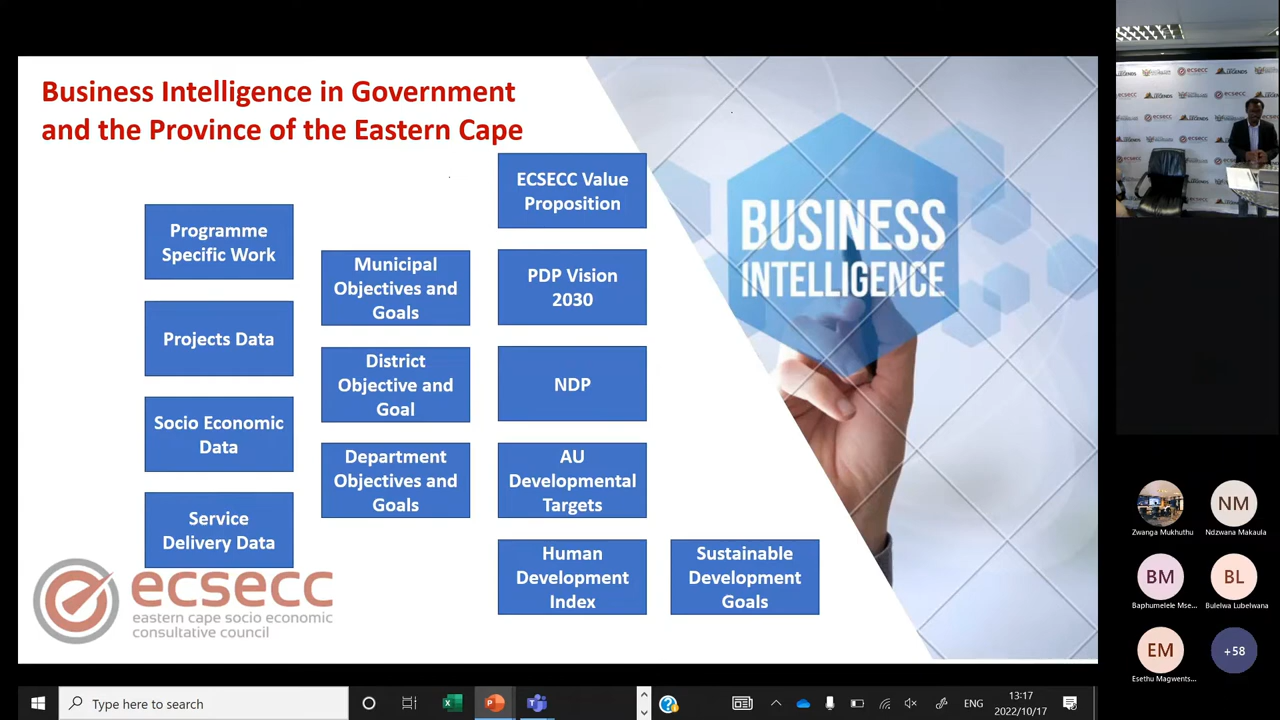 Business Intelligence in Government
and the Province of the Eastern Cape
Programme
Specific Work
Projects Data
Socio Economic
Data
Service
Delivery Data
Municipal
Objectives and
Goals
District
Objective and
Goal
Department
Objectives and
Goals
ECSECC Value
Proposition
PDP Vision
2030
NDP
AU
Developmental
Targets
Human
Development
Index
Sustainable
Development
Goals
BUSINESS
INTELLIGENCE
ecsecc
eastern cape socio economic
consultative council
ecsecc
LEGENDS
Zwanga Mukhuthu
NM
Ndzwana Makaula
BM
Baphumelele Mse...
BL
Bulelwa Lubelwana
EM
Esethu Magwents...
+58
Type here to search
ENG
13:17
2022/10/17